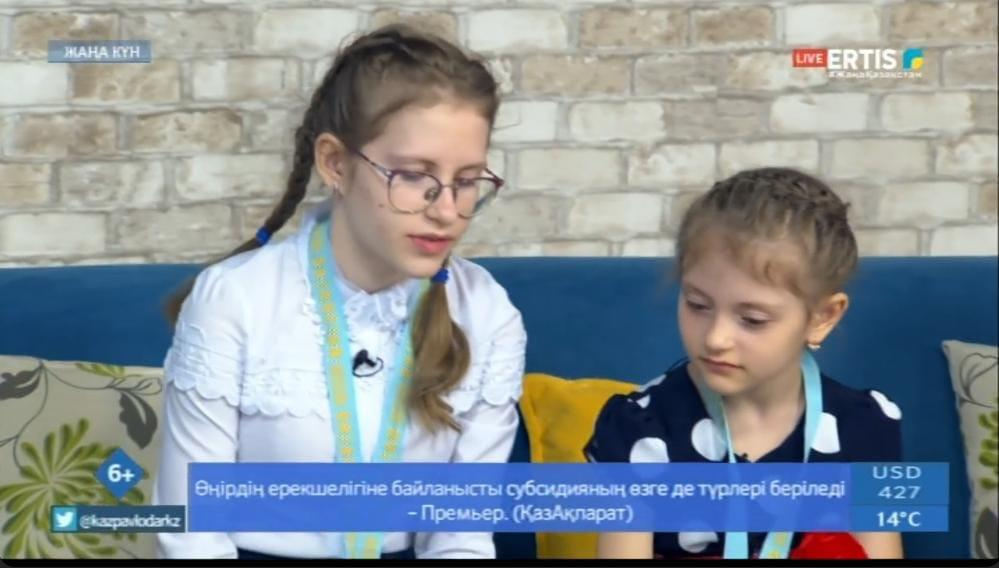 ЖАҢА КҮН
LIVE ERTIS
#ЖаңаҚазақстан
6+
Өңірдің ерекшелігіне байланысты субсидияның өзге де түрлері беріледі
– Премьер. (ҚазАқпарат)
@kazpavlodarkz
USD
427
14°C